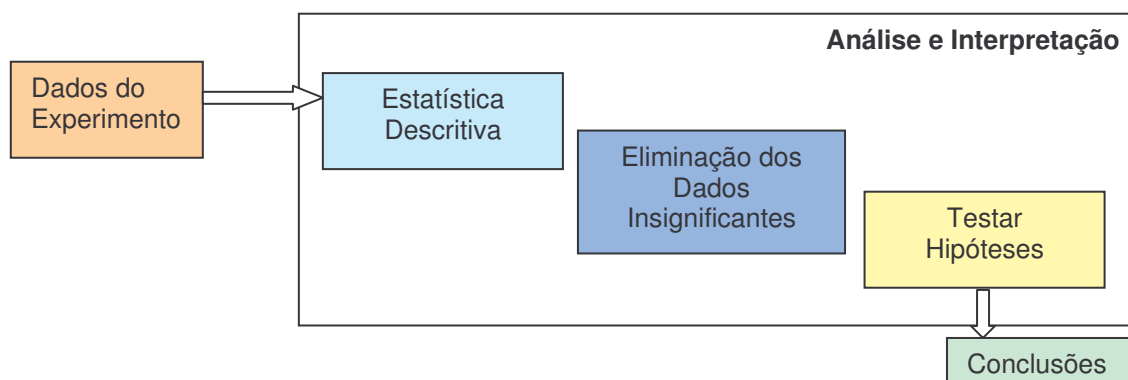 Análise e Interpretação
Dados do
Experimento
Estatística
Descritiva
Eliminação dos
Dados
Insignificantes
Testar
Hipóteses
Conclusões